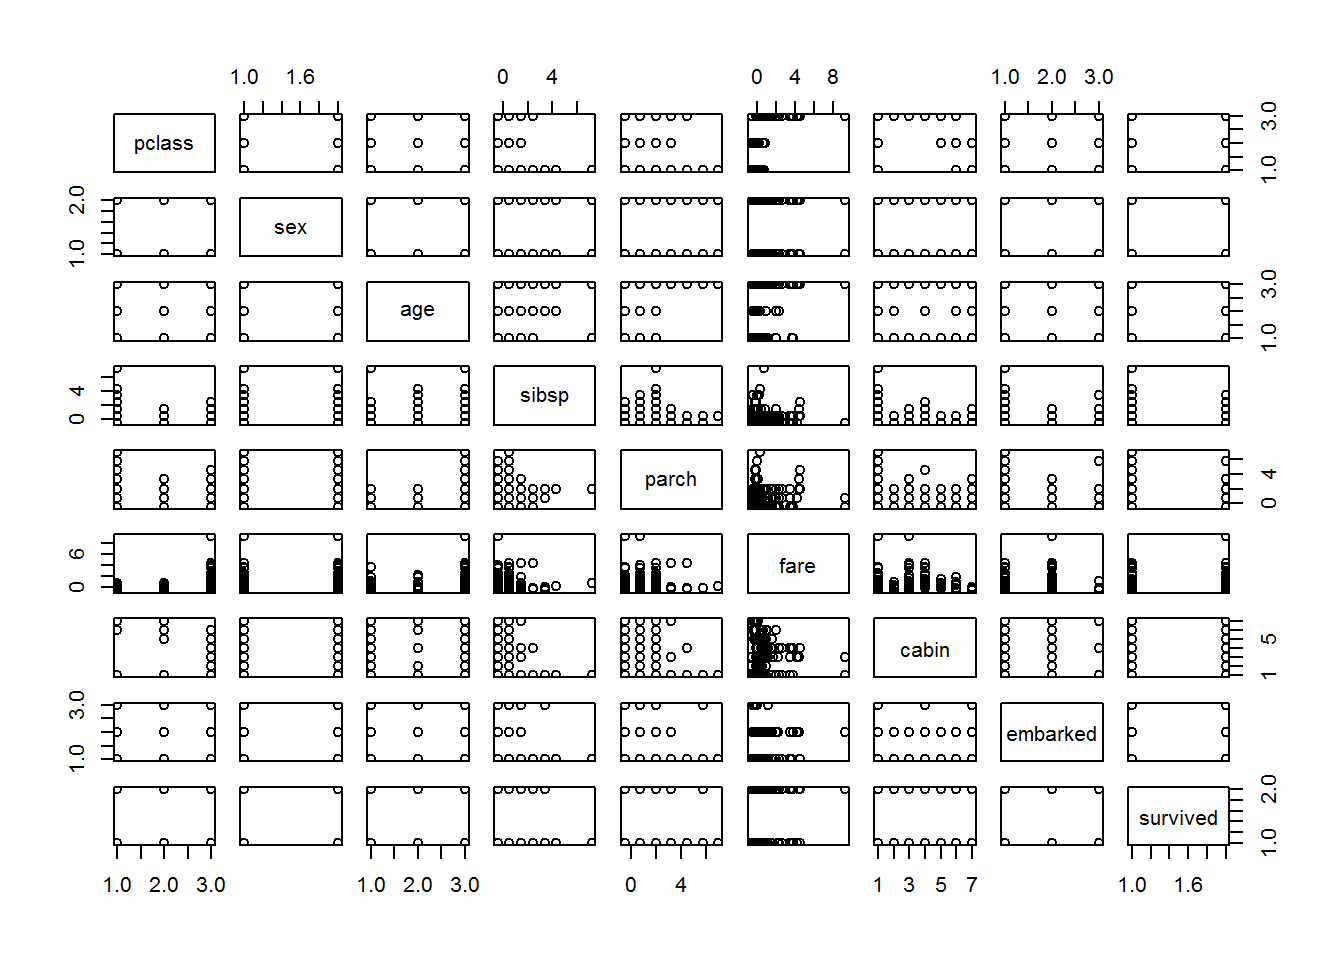 1.0 1.6 0 4 0 4 8 1.0 2.0 3.0
pclass 1.0 3.0
1.0 2.0 sex
age 1.0 3.0
0 4 sibsp
parch 0 4
0 6 fare
cabin 1 5
1.0 3.0 embarked
survived 1.0 2.0
1.0 2.0 3.0 1.0 2.0 3.0 0 4 1 3 5 7 1.0 1.6